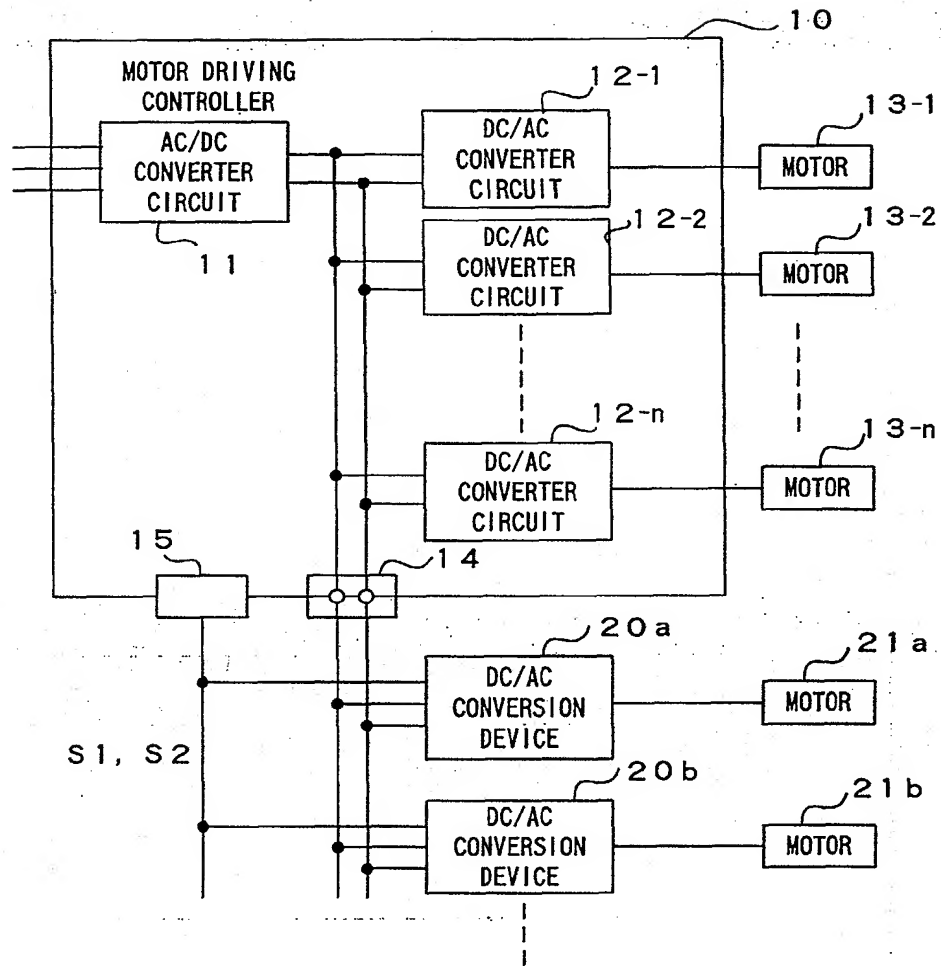 10
MOTOR DRIVING
CONTROLLER
AC/DC
CONVERTER
CIRCUIT
11
12-1
DC/AC
CONVERTER
CIRCUIT
13-1
MOTOR
12-2
DC/AC
CONVERTER
CIRCUIT
13-2
MOTOR
12-n
DC/AC
CONVERTER
CIRCUIT
13-n
MOTOR
15
14
20a
DC/AC
CONVERSION
DEVICE
21a
MOTOR
S1, S2
20b
DC/AC
CONVERSION
DEVICE
21b
MOTOR